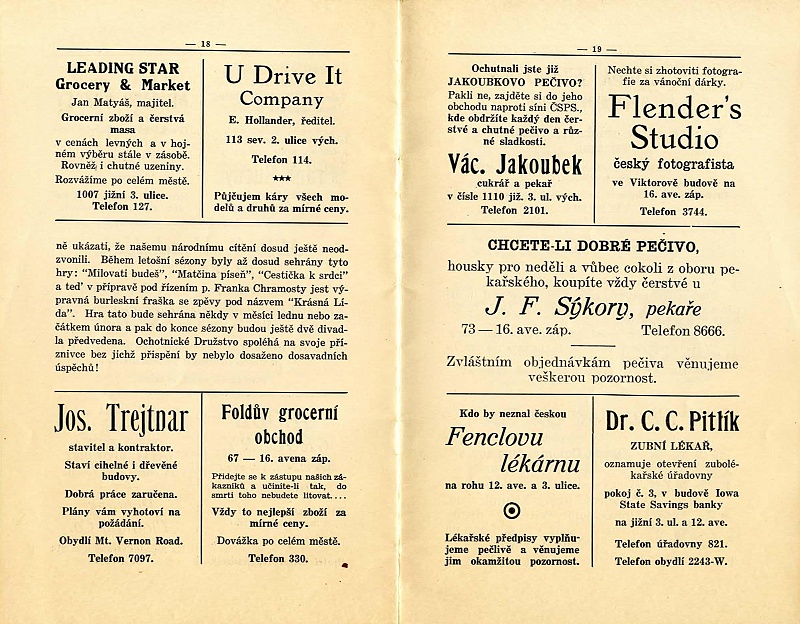 — 18 —
LEADING STAR
Grocery & Market
Jan Matyáš, majitel.
Grocerní zboží a čerstvá
masa
v cenách levných a v hoj-
ném výběru stále v zásobě.
Rovněž i chutné uzeniny.
Rozvážíme po celém městě.
1007 jižní 3. ulice.
Telefon 127.
U Drive It
Company
E. Hollander, ředitel.
113 sev. 2. ulice vých.
Telefon 114.
***
Půjčujem káry všech mo-
delů a druhů za mírné ceny.
ně ukázati, že našemu národnímu cítění dosud ještě neod-
zvonili. Během letošní sézony byly až dosud sehrány tyto
hry: “Milovati budeš”, “Matčina píseň”, “Cestička k srdci”
a teď v přípravě pod řízením p. Franka Chramosty jest vý-
pravná burleskní fraška se zpěvy pod názvem “Krásná Lí-
da”. Hra tato bude sehrána někdy v měsíci lednu nebo za-
čátkem února a pak do konce sézony budou ještě dvě divad-
la předvedena. Ochotnické Družstvo spoléhá na svoje pří-
znivce bez jichž přispění by nebylo dosaženo dosavadních
úspěchů!
Jos. Trejtnar
stavitel a kontraktor.
Staví cihelné i dřevěné
budovy.
Dobrá práce zaručena.
Plány vám vyhotoví na
požádání.
Obydlí Mt. Vernon Road.
Telefon 7097.
Foldův grocerní
obchod
67 — 16. avena záp.
Přidejte se k zástupu našich zá-
kazníků a učiníte-li tak, do
smrti toho nebudete litovat....
Vždy to nejlepší zboží za
mírné ceny.
Dovážka po celém městě.
Telefon 330.
— 19 —
Ochutnali jste již
JAKOUBKOVO PEČIVO?
Pakli ne, zajděte si do jeho
obchodu naproti síni ČSPS.,
kde obdržíte každý den čer-
stvé a chutné pečivo a růz-
né sladkosti.
Vác. Jakoubek
cukrář a pekař
v čísle 1110 již. 3. ul. vých.
Telefon 2101.
Nechte si zhotoviti fotogra-
fie za vánoční dárky.
Flender's
Studio
český fotografista
ve Viktorově budově na
16. ave. záp.
Telefon 3744.
CHCETE-LI DOBRÉ PEČIVO,
housky pro neděli a vůbec cokoli z oboru pe-
kařského, koupíte vždy čerstvé u
J. F. Sýkory, pekaře
73 — 16. ave. záp. Telefon 8666.
Zvláštním objednávkám pečiva věnujeme
veškerou pozornost.
Kdo by neznal českou
Fenclovu
lékárnu
na rohu 12. ave. a 3. ulice.
Lékařské předpisy vyplňu-
jeme pečlivě a věnujeme
jim okamžitou pozornost.
Dr. C. C. Pitlík
ZUBNÍ LÉKAŘ,
oznamuje otevření zubolé-
kařské úřadovny
pokoj č. 3, v budově Iowa
State Savings banky
na jižní 3. ul. a 12. ave.
Telefon úřadovny 821.
Telefon obydlí 2243-W.